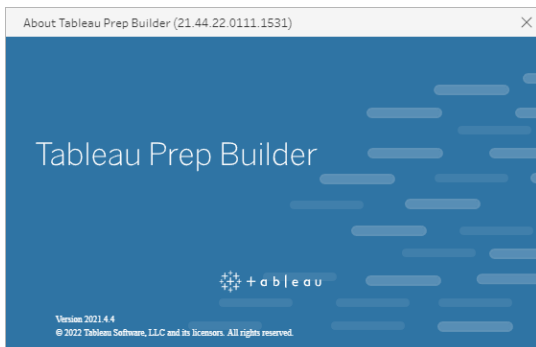 About Tableau Prep Builder (21.44.22.0111.1531)
Tableau Prep Builder
+ a b l e a u
Version 2021.4.4
© 2022 Tableau Software, LLC and its licensors. All rights reserved.